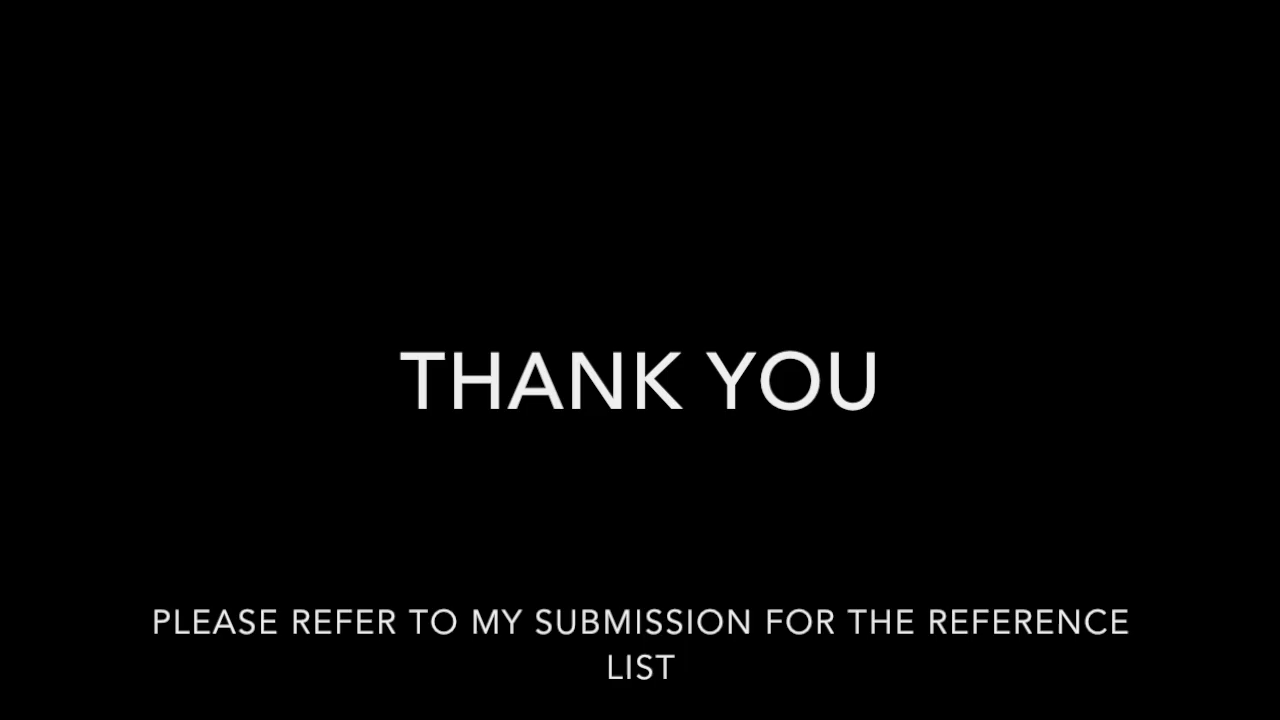 THANK YOU
PLEASE REFER TO MY SUBMISSION FOR THE REFERENCE
LIST